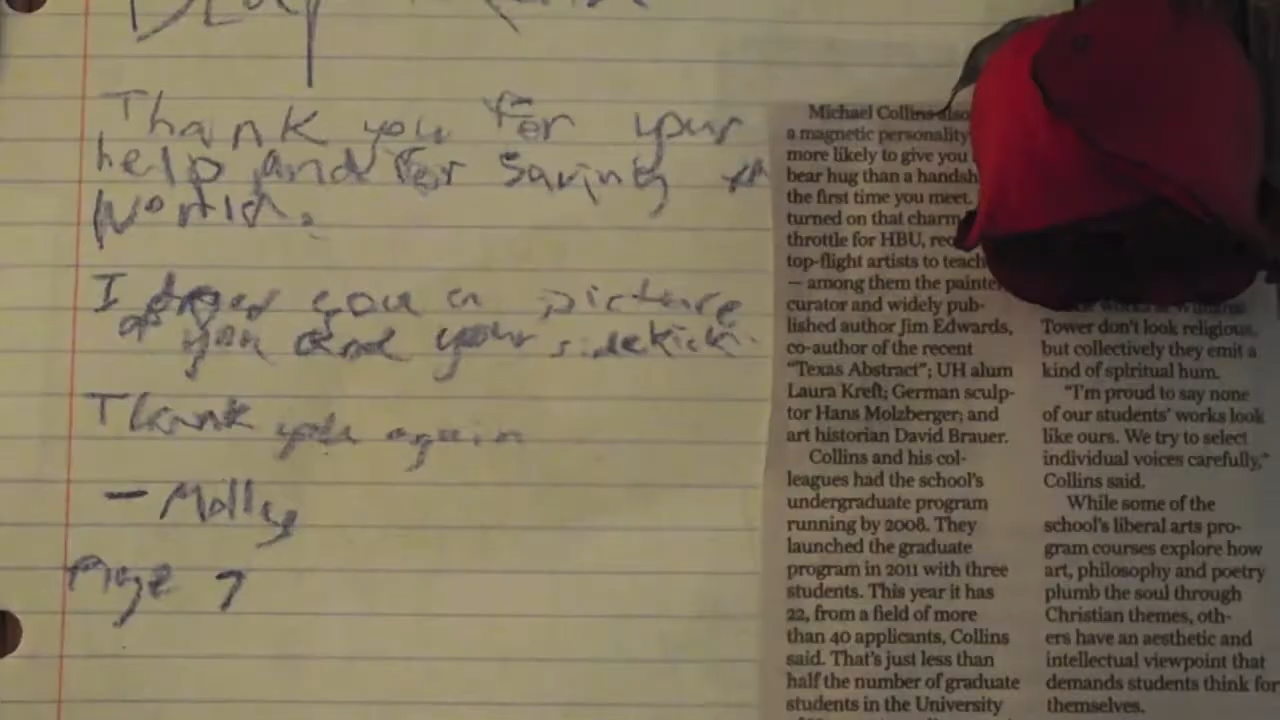 Thank you for your
help and for saving th
world.
I drew you a picture
of you and your sidekick.
Thank you again
- Molly
Age 7
Michael Collins also
a magnetic personality
more likely to give you
bear hug than a handsh
the first time you meet.
turned on that charm
throttle for HBU, rec
top-flight artists to teach
— among them the painter,
curator and widely pub-
lished author Jim Edwards,
co-author of the recent
“Texas Abstract”; UH alum
Laura Kreft; German sculp-
tor Hans Molzberger; and
art historian David Brauer.
Collins and his col-
leagues had the school's
undergraduate program
running by 2008. They
launched the graduate
program in 2011 with three
students. This year it has
22, from a field of more
than 40 applicants, Collins
said. That's just less than
half the number of graduate
students in the University
Tower don't look religious,
but collectively they emit a
kind of spiritual hum.
“I'm proud to say none
of our students' works look
like ours. We try to select
individual voices carefully,”
Collins said.
While some of the
school's liberal arts pro-
gram courses explore how
art, philosophy and poetry
plumb the soul through
Christian themes, oth-
ers have an aesthetic and
intellectual viewpoint that
demands students think for
themselves.